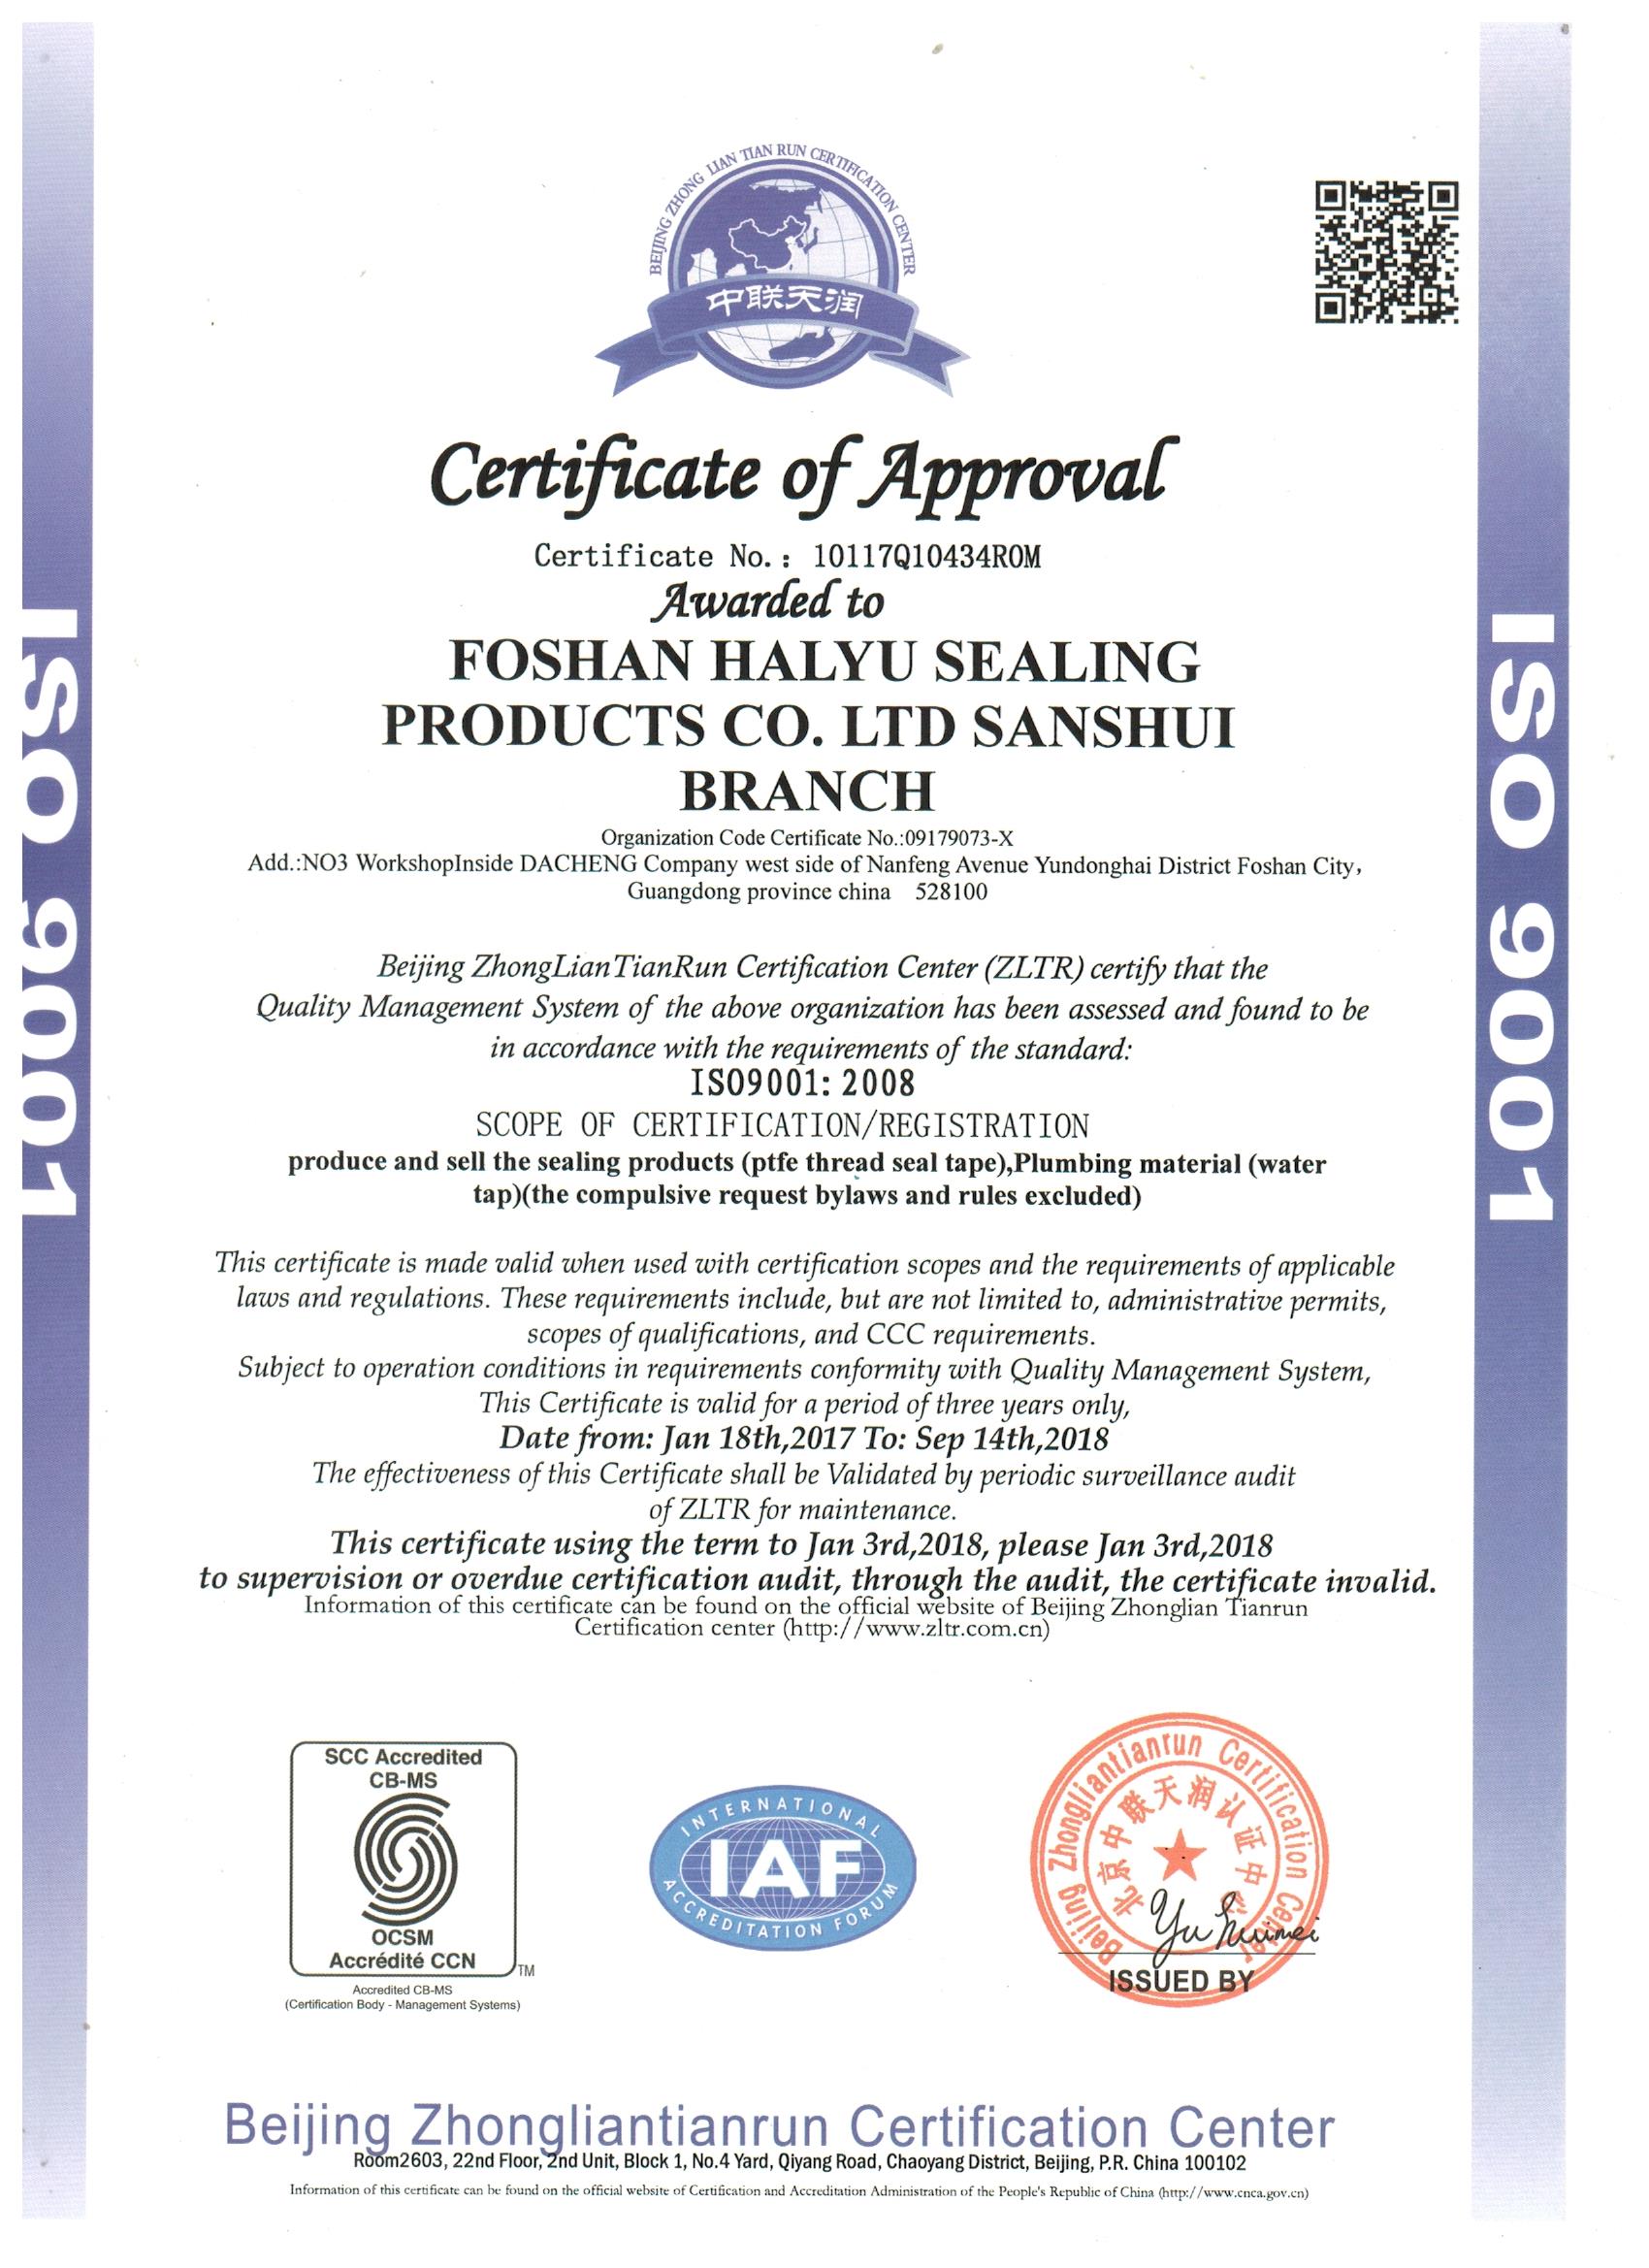 BEIJING ZHONG LIAN TIAN RUN CERTIFICATION CENTER
中联天润
Certificate of Approval
Certificate No.: 10117Q10434R0M
Awarded to
FOSHAN HALYU SEALING
PRODUCTS CO. LTD SANSHUI
BRANCH
Organization Code Certificate No.:09179073-X
Add.:NO3 WorkshopInside DACHENG Company west side of Nanfeng Avenue Yundonghai District Foshan City,
Guangdong province china 528100
Beijing ZhongLianTianRun Certification Center (ZLTR) certify that the
Quality Management System of the above organization has been assessed and found to be
in accordance with the requirements of the standard:
ISO9001: 2008
SCOPE OF CERTIFICATION/REGISTRATION
produce and sell the sealing products (ptfe thread seal tape),Plumbing material (water
tap)(the compulsive request bylaws and rules excluded)
This certificate is made valid when used with certification scopes and the requirements of applicable
laws and regulations. These requirements include, but are not limited to, administrative permits,
scopes of qualifications, and CCC requirements.
Subject to operation conditions in requirements conformity with Quality Management System,
This Certificate is valid for a period of three years only,
Date from: Jan 18th,2017 To: Sep 14th,2018
The effectiveness of this Certificate shall be Validated by periodic surveillance audit
of ZLTR for maintenance.
This certificate using the term to Jan 3rd,2018, please Jan 3rd,2018
to supervision or overdue certification audit, through the audit, the certificate invalid.
Information of this certificate can be found on the official website of Beijing Zhonglian Tianrun
Certification center (http://www.zltr.com.cn)
ISO 9001
ISO 9001
SCC Accredited
CB-MS
OCSM
Accrédité CCN
TM
Accredited CB-MS
(Certification Body - Management Systems)
INTERNATIONAL
IAF
ACCREDITATION FORUM
Beijing Zhongliantianrun Certification Center
北京中联天润认证中心
Yu Huimei
ISSUED BY
Beijing Zhongliantianrun Certification Center
Room2603, 22nd Floor, 2nd Unit, Block 1, No.4 Yard, Qiyang Road, Chaoyang District, Beijing, P.R. China 100102
Information of this certificate can be found on the official website of Certification and Accreditation Administration of the People's Republic of China (http://www.cnca.gov.cn)